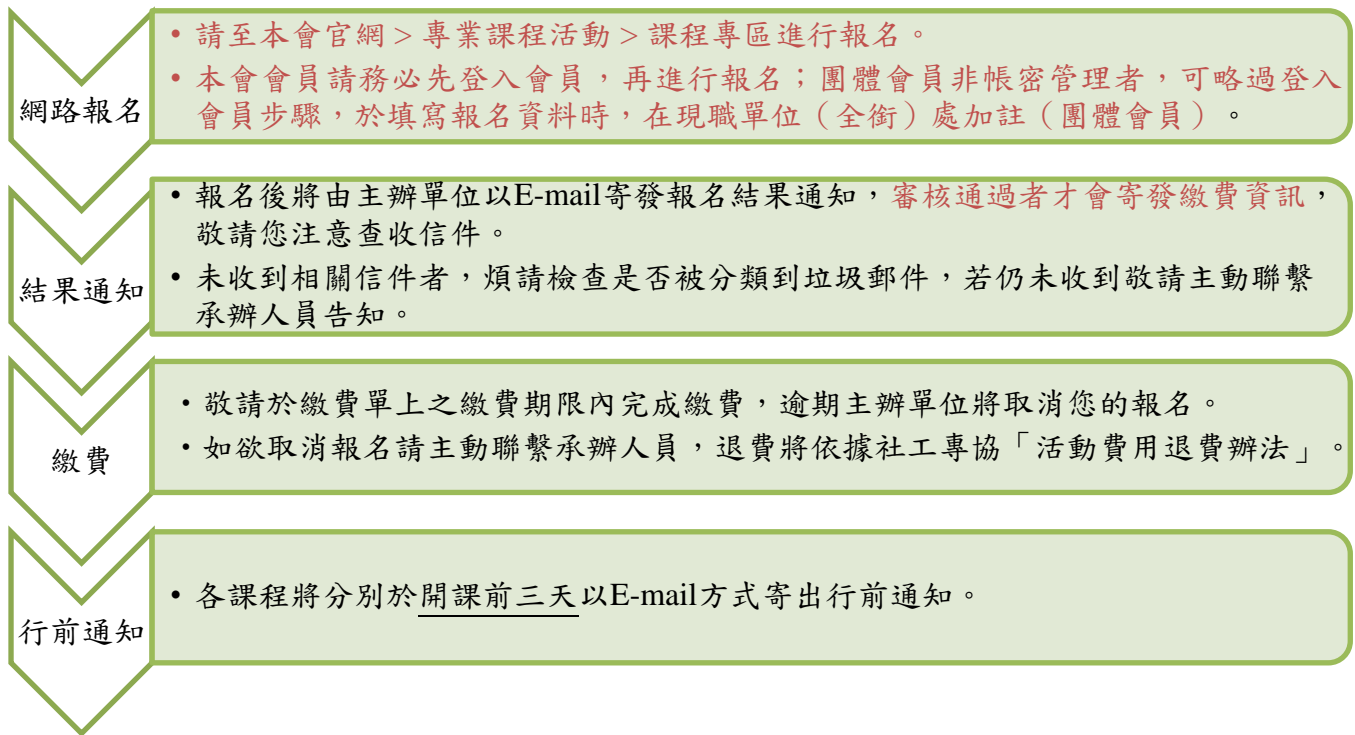 網路報名
• 請至本會官網>專業課程活動>課程專區進行報名。
• 本會會員請務必先登入會員，再進行報名；團體會員非帳密管理者，可略過登入
會員步驟，於填寫報名資料時，在現職單位（全銜）處加註（團體會員）。
結果通知
• 報名後將由主辦單位以E-mail寄發報名結果通知，審核通過者才會寄發繳費資訊，
敬請您注意查收信件。
• 未收到相關信件者，煩請檢查是否被分類到垃圾郵件，若仍未收到敬請主動聯繫
承辦人員告知。
繳費
• 敬請於繳費單上之繳費期限內完成繳費，逾期主辦單位將取消您的報名。
• 如欲取消報名請主動聯繫承辦人員，退費將依據社工專協「活動費用退費辦法」。
行前通知
• 各課程將分別於開課前三天以E-mail方式寄出行前通知。